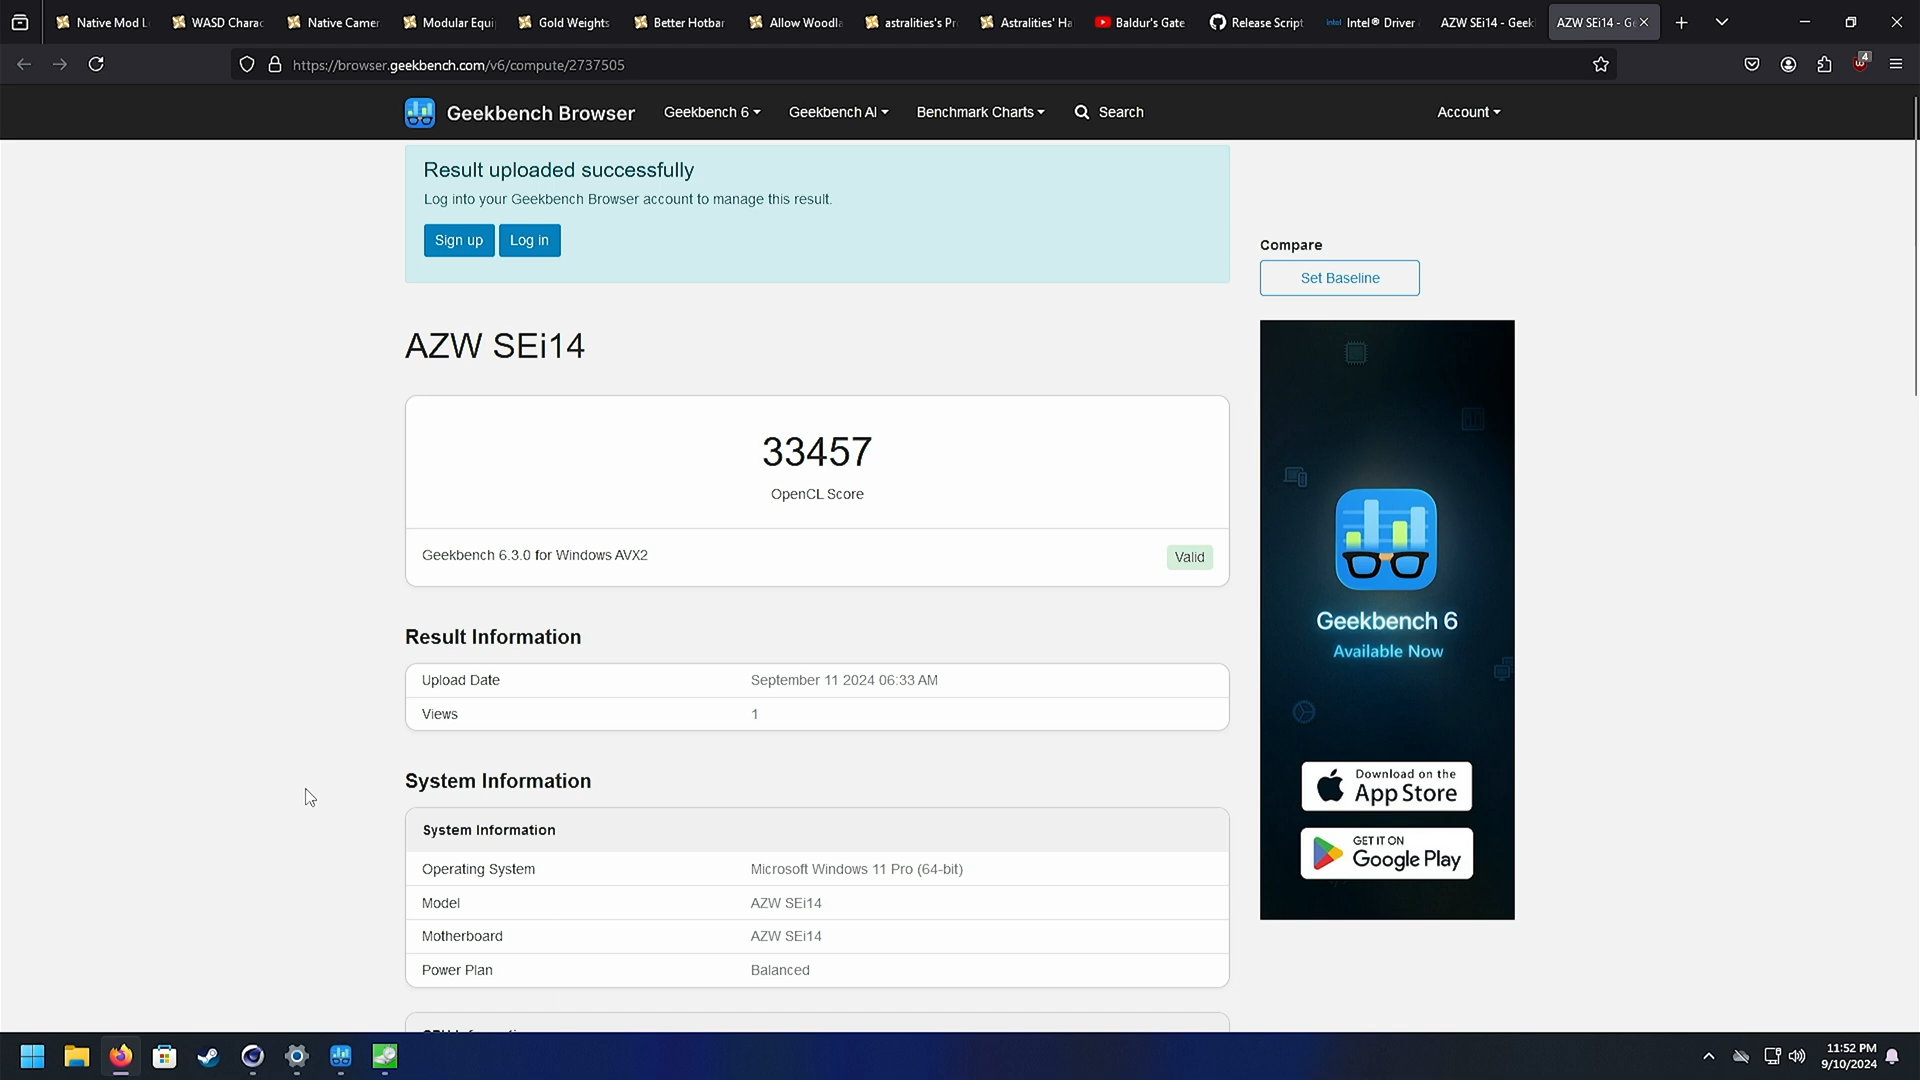 Native Mod L
WASD Charac
Native Camer
Modular Equi
Gold Weights
Better Hotbar
Allow Woodla
astralities's Pr
Astralities' Ha
Baldur's Gate
Release Script
intel Intel® Driver
AZW SEi14 - Geek
AZW SEi14 - Ge
https://browser.geekbench.com/v6/compute/2737505
4
Geekbench Browser
Geekbench 6
Geekbench AI
Benchmark Charts
Search
Account
Result uploaded successfully
Log into your Geekbench Browser account to manage this result.
Sign up
Log in
Compare
Set Baseline
AZW SEi14
33457
OpenCL Score
Geekbench 6.3.0 for Windows AVX2
Valid
Result Information
Upload Date
September 11 2024 06:33 AM
Views
1
System Information
System Information
Operating System
Microsoft Windows 11 Pro (64-bit)
Model
AZW SEi14
Motherboard
AZW SEi14
Power Plan
Balanced
Geekbench 6
Available Now
Download on the
App Store
GET IT ON
Google Play
11:52 PM
9/10/2024